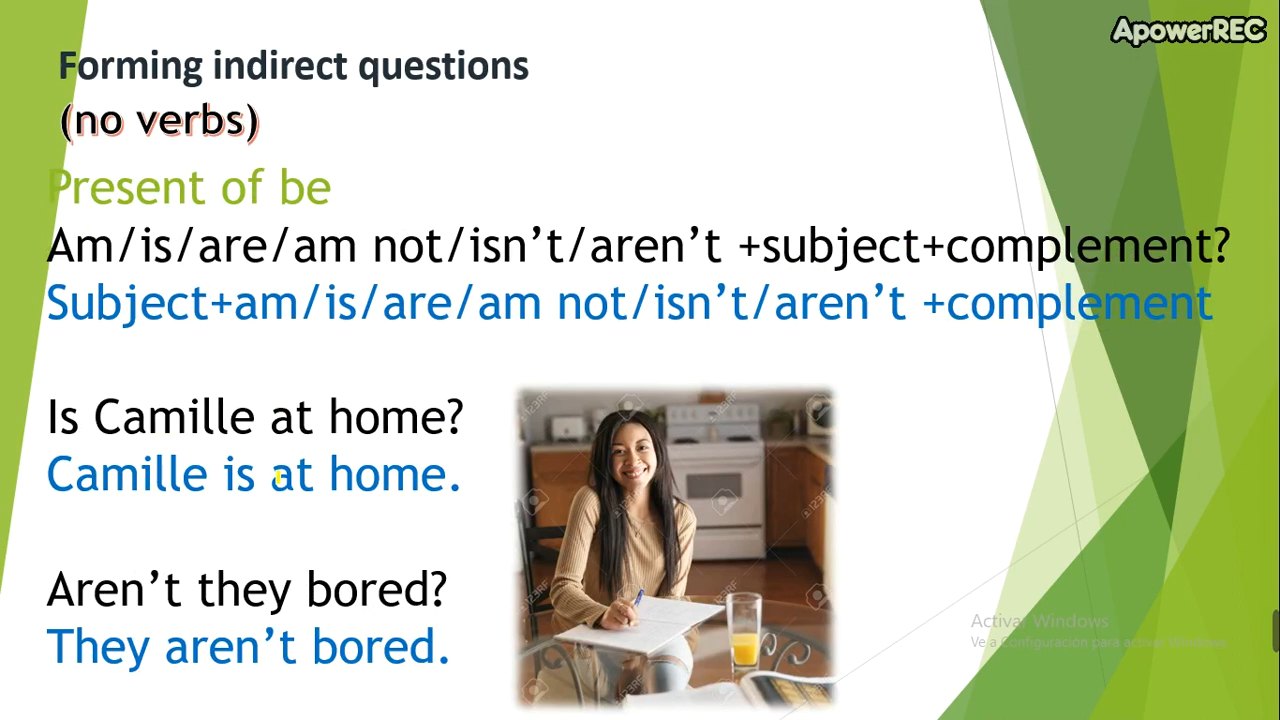 ApowerREC
Forming indirect questions
(no verbs)
Present of be
Am/is/are/am not/isn’t/aren’t +subject+complement?
Subject+am/is/are/am not/isn’t/aren’t +complement
Is Camille at home?
Camille is at home.
Aren’t they bored?
They aren’t bored.
123RF
Activar Windows
Ve a Configuración para activar Windows.